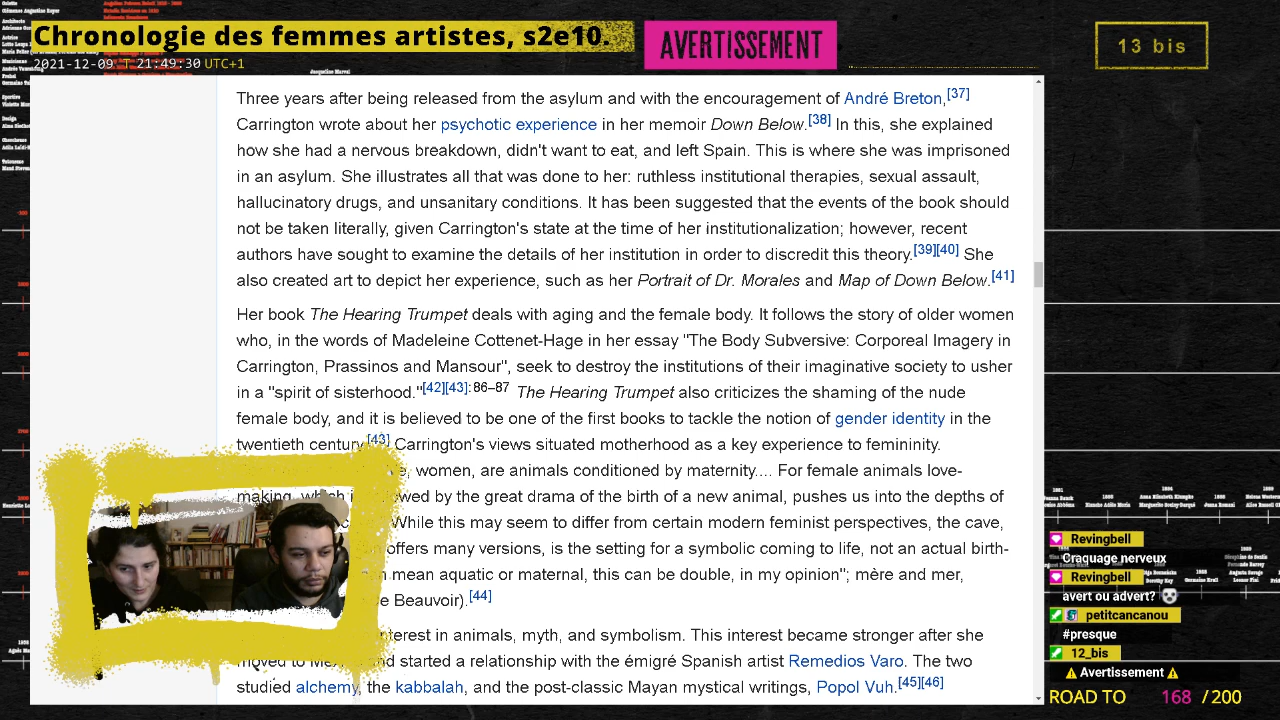 Chronologie des femmes artistes, s2e10.
2021-12-09 T 21:49:30 UTC+1
AVERTISSEMENT
13 bis
Jacqueline Marval
Three years after being released from the asylum and with the encouragement of André Breton,[37]
Carrington wrote about her psychotic experience in her memoir Down Below.[38] In this, she explained
how she had a nervous breakdown, didn't want to eat, and left Spain. This is where she was imprisoned
in an asylum. She illustrates all that was done to her: ruthless institutional therapies, sexual assault,
hallucinatory drugs, and unsanitary conditions. It has been suggested that the events of the book should
not be taken literally, given Carrington's state at the time of her institutionalization; however, recent
authors have sought to examine the details of her institution in order to discredit this theory.[39][40] She
also created art to depict her experience, such as her Portrait of Dr. Morales and Map of Down Below.[41]
Her book The Hearing Trumpet deals with aging and the female body. It follows the story of older women
who, in the words of Madeleine Cottenet-Hage in her essay "The Body Subversive: Corporeal Imagery in
Carrington, Prassinos and Mansour", seek to destroy the institutions of their imaginative society to usher
in a "spirit of sisterhood."[42][43]:86–87 The Hearing Trumpet also criticizes the shaming of the nude
female body, and it is believed to be one of the first books to tackle the notion of gender identity in the
twentieth century.[43] Carrington's views situated motherhood as a key experience to femininity.
women, are animals conditioned by maternity.... For female animals love-
making, which is followed by the great drama of the birth of a new animal, pushes us into the depths of
While this may seem to differ from certain modern feminist perspectives, the cave,
offers many versions, is the setting for a symbolic coming to life, not an actual birth-
mean aquatic or maternal, this can be double, in my opinion"; mère and mer,
Beauvoir).[44]
interest in animals, myth, and symbolism. This interest became stronger after she
moved to Mexico and started a relationship with the émigré Spanish artist Remedios Varo. The two
studied alchemy, the kabbalah, and the post-classic Mayan mystical writings, Popol Vuh.[45][46]
Revingbell
Craquage nerveux
Revingbell
avert ou advert?
petitcancanou
#presque
12_bis
Avertissement
ROAD TO 168 /200